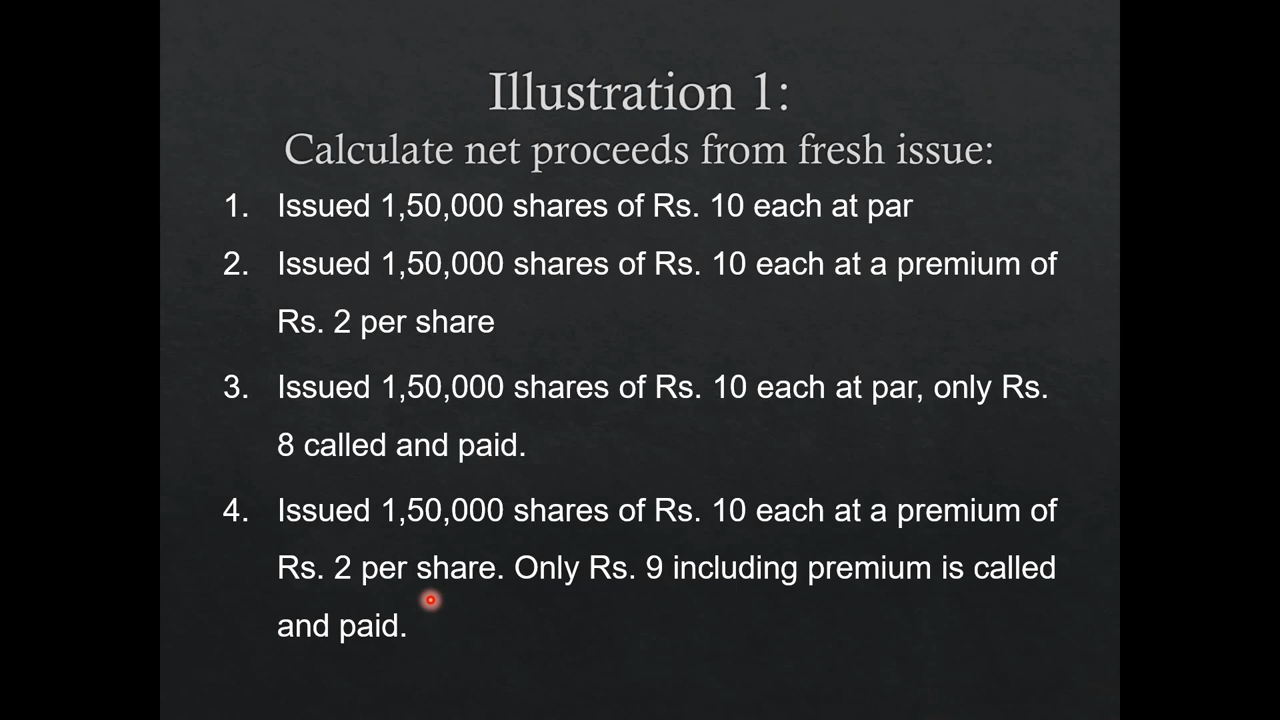 Illustration 1:
Calculate net proceeds from fresh issue:
1. Issued 1,50,000 shares of Rs. 10 each at par
2. Issued 1,50,000 shares of Rs. 10 each at a premium of
Rs. 2 per share
3. Issued 1,50,000 shares of Rs. 10 each at par, only Rs.
8 called and paid.
4. Issued 1,50,000 shares of Rs. 10 each at a premium of
Rs. 2 per share. Only Rs. 9 including premium is called
and paid.